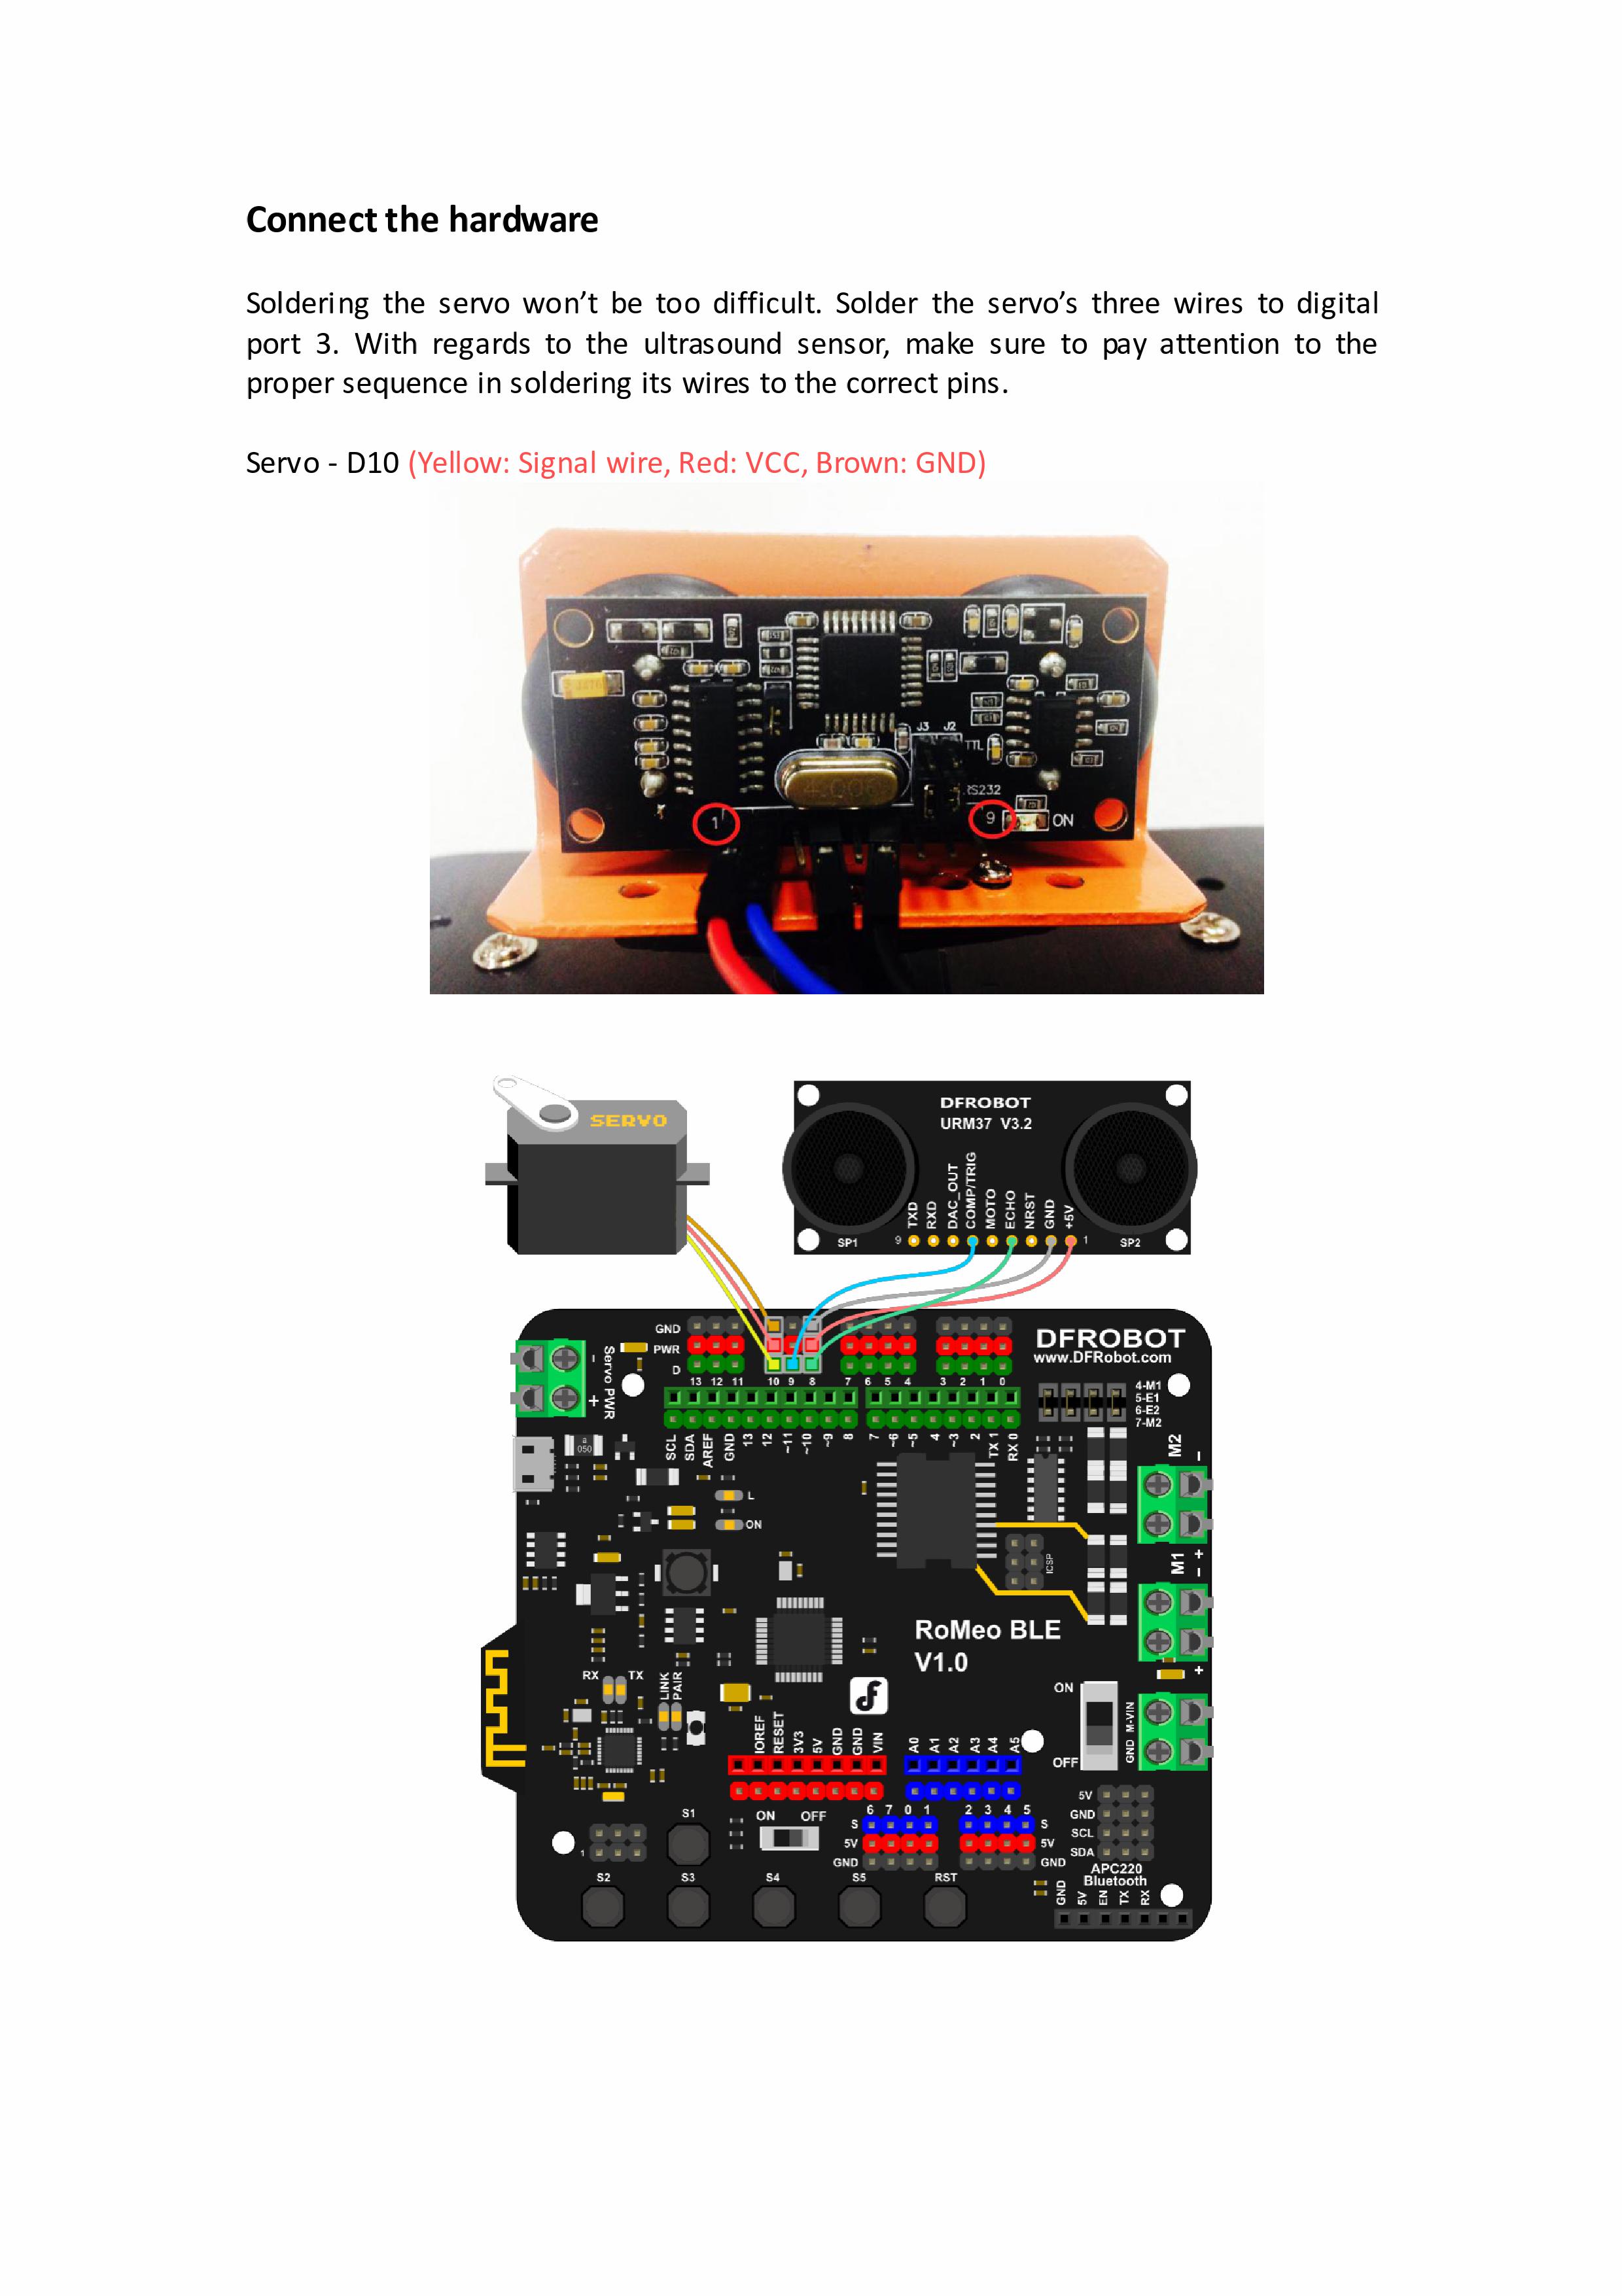 Connect the hardware
Soldering the servo won’t be too difficult. Solder the servo’s three wires to digital
port 3. With regards to the ultrasound sensor, make sure to pay attention to the
proper sequence in soldering its wires to the correct pins.
Servo - D10 (Yellow: Signal wire, Red: VCC, Brown: GND)
J3 J2
TTL
RS232
1
9
ON
SERVO
DFROBOT
URM37 V3.2
TXD
RXD
DAC_OUT
COMP/TRIG
MOTO
ECHO
NRST
GND
+5V
SP1
9
1
SP2
GND
PWR
D
13 12 11 10 9 8 7 6 5 4 3 2 1 0
DFROBOT
www.DFRobot.com
Servo PWR
-
+
4-M1
5-E1
6-E2
7-M2
SCL
SDA
AREF
GND
13
12
~11
~10
~9
8
7
~6
~5
4
~3
2
TX 1
RX 0
050
L
ON
M2
-
+
ICSP
M1
-
+
RoMeo BLE
V1.0
RX TX
LINK
PAIR
ON
OFF
GND M-VIN
IOREF
RESET
3V3
5V
GND
GND
VIN
A0
A1
A2
A3
A4
A5
S1
ON OFF
6 7 0 1
2 3 4 5
S
5V
GND
S
5V
GND
5V
GND
SCL
SDA
APC220
Bluetooth
GND
5V
EN
TX
RX
1
S2 S3 S4 S5 RST